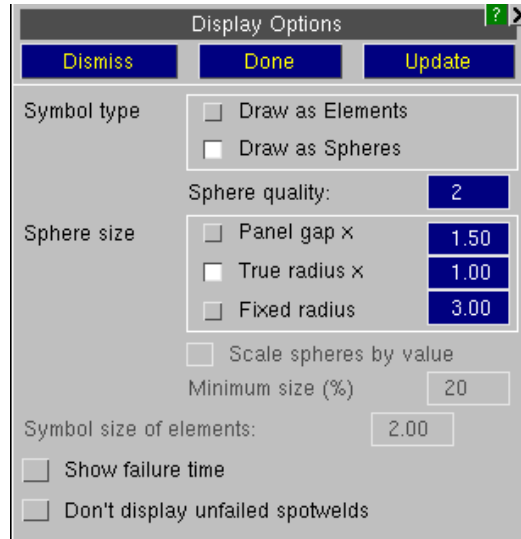 Display Options ? X
Dismiss Done Update
Symbol type Draw as Elements
Draw as Spheres
Sphere quality: 2
Sphere size Panel gap x 1.50
True radius x 1.00
Fixed radius 3.00
Scale spheres by value
Minimum size (%) 20
Symbol size of elements: 2.00
Show failure time
Don't display unfailed spotwelds